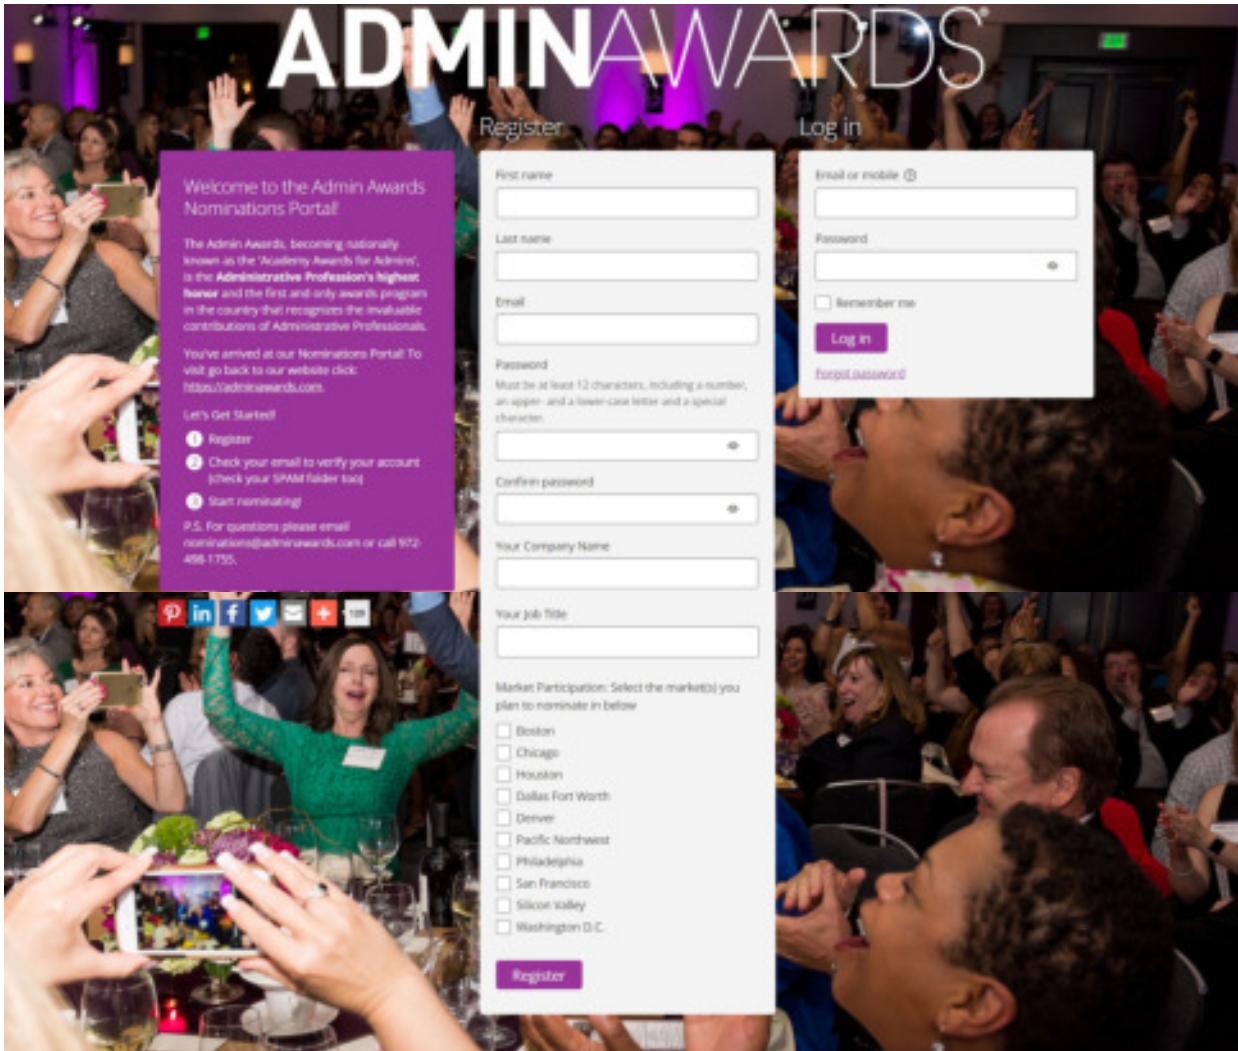 ADMINAWARDS®
Register
Log in
Welcome to the Admin Awards
Nominations Portal!
The Admin Awards, becoming nationally
known as the 'Academy Awards for Admins',
is the Administrative Profession's highest
honor and the first and only awards program
in the country that recognizes the invaluable
contributions of Administrative Professionals.
You've arrived at our Nominations Portal! To
visit go back to our website click:
https://adminawards.com.
Let's Get Started!
1 Register
2 Check your email to verify your account
(check your SPAM folder too)
3 Start nominating!
P.S. For questions please email
nominations@adminawards.com or call 972-
498-1755.
First name
Last name
Email
Password
Must be at least 12 characters, including a number,
an upper- and a lower-case letter and a special
character.
Confirm password
Your Company Name
Your Job Title
Market Participation: Select the market(s) you
plan to nominate in below
Boston
Chicago
Houston
Dallas Fort Worth
Denver
Pacific Northwest
Philadelphia
San Francisco
Silicon Valley
Washington D.C.
Register
Email or mobile
Password
Remember me
Log in
Forgot password
in
f